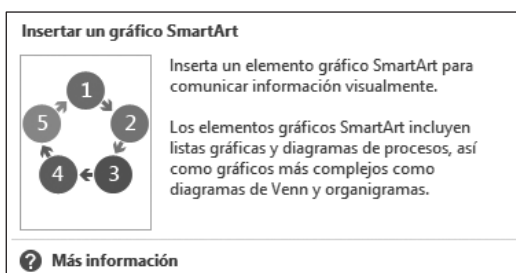 Insertar un gráfico SmartArt
1
2
3
4
5
Inserta un elemento gráfico SmartArt para
comunicar información visualmente.
Los elementos gráficos SmartArt incluyen
listas gráficas y diagramas de procesos, así
como gráficos más complejos como
diagramas de Venn y organigramas.
? Más información